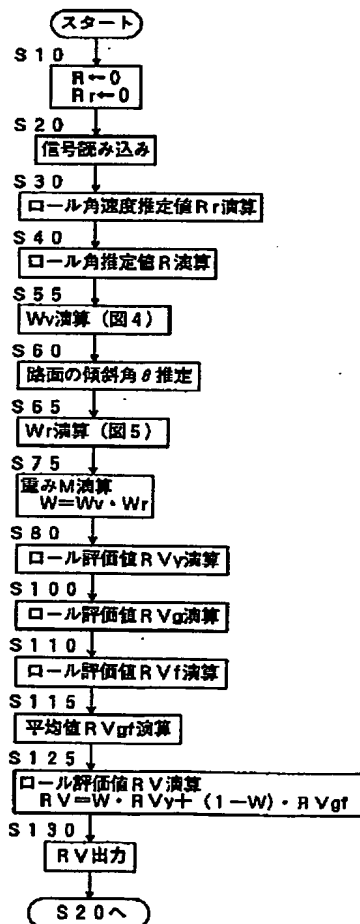 スタート
S10
R←0
Rr←0
S20
信号読み込み
S30
ロール角速度推定値Rr演算
S40
ロール角推定値R演算
S55
Wv演算（図4）
S60
路面の傾斜角θ推定
S65
Wr演算（図5）
S75
重みM演算
W=Wv・Wr
S80
ロール評価値RVy演算
S100
ロール評価値RVg演算
S110
ロール評価値RVf演算
S115
平均値RVgf演算
S125
ロール評価値RV演算
RV=W・RVy+（1−W）・RVgf
S130
RV出力
S20へ